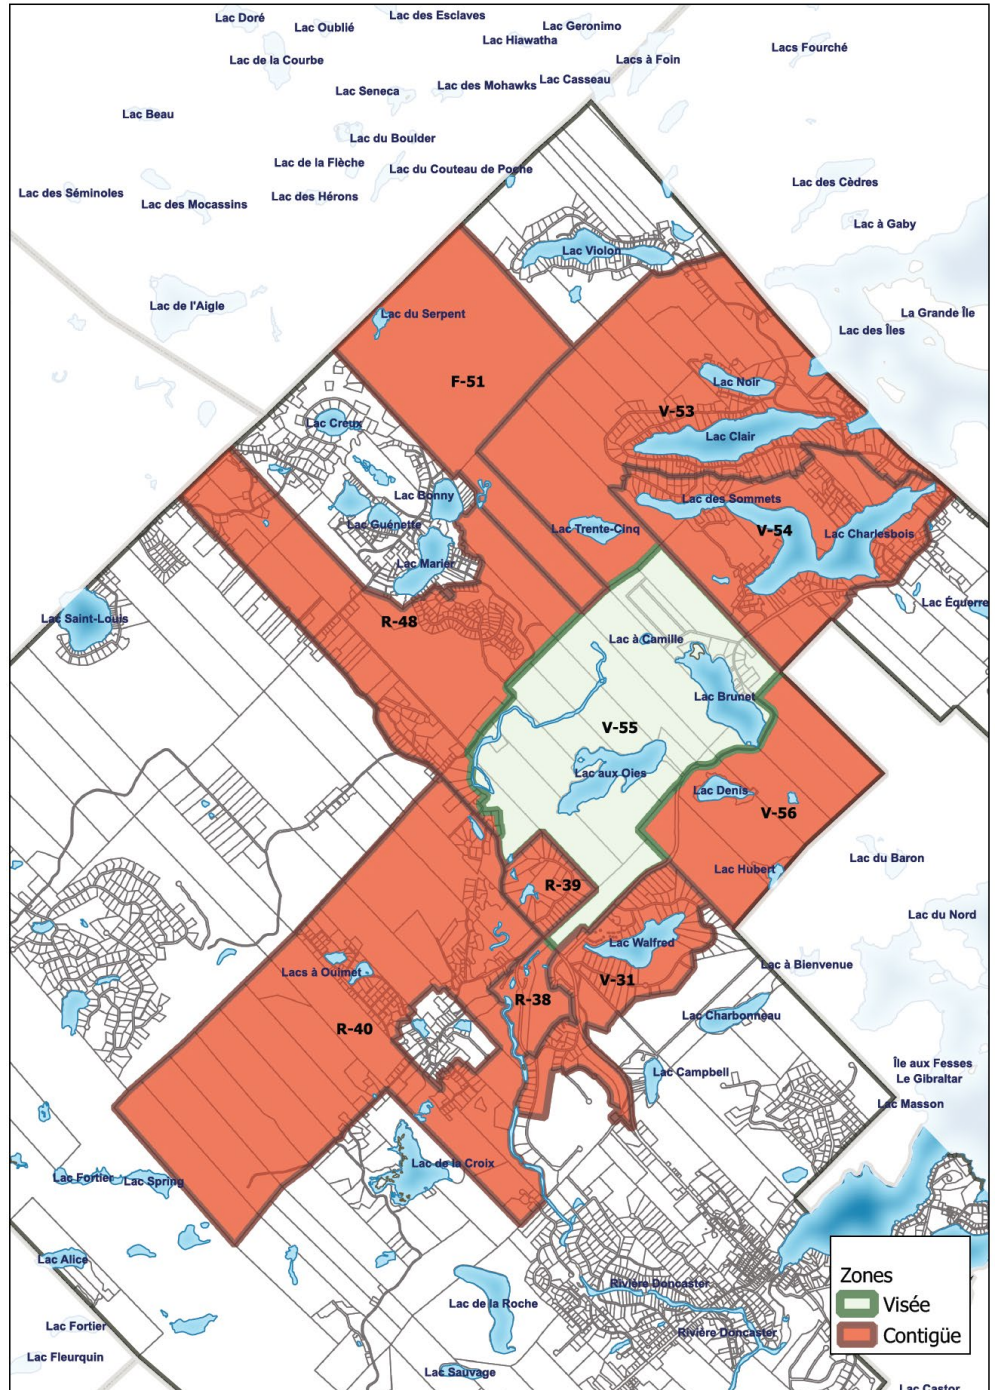 Lac Doré
Lac des Esclaves
Lac Oublié
Lac Geronimo
Lac Hiawatha
Lacs Fourché
Lac de la Courbe
Lacs à Foin
Lac Casseau
Lac des Mohawks
Lac Seneca
Lac Beau
Lac du Boulder
Lac de la Flèche
Lac du Couteau de Poche
Lac des Cèdres
Lac des Séminoles
Lac des Hérons
Lac des Mocassins
Lac à Gaby
Lac Violon
Lac de l'Aigle
Lac du Serpent
La Grande Île
Lac des Îles
F-51
Lac Noir
V-53
Lac Creux
Lac Clair
Lac Bonny
Lac des Sommets
Lac Guénette
Lac Trente-Cinq
V-54
Lac Charlesbois
Lac Marier
Lac Équerre
Lac Saint-Louis
R-48
Lac à Camille
Lac Brunet
V-55
Lac aux Oies
Lac Denis
V-56
Lac du Baron
Lac Hubert
R-39
Lac du Nord
Lac Walfred
Lac à Bienvenue
Lacs à Ouimet
V-31
R-38
Lac Charbonneau
R-40
Île aux Fesses
Lac Campbell
Le Gibraltar
Lac Masson
Lac de la Croix
Lac Fortier
Lac Spring
Lac Alice
Zones
Rivière Doncaster
Lac de la Roche
Visée
Lac Fortier
Rivière Doncaster
Contigüe
Lac Fleurquin
Lac Sauvage
Lac Castor